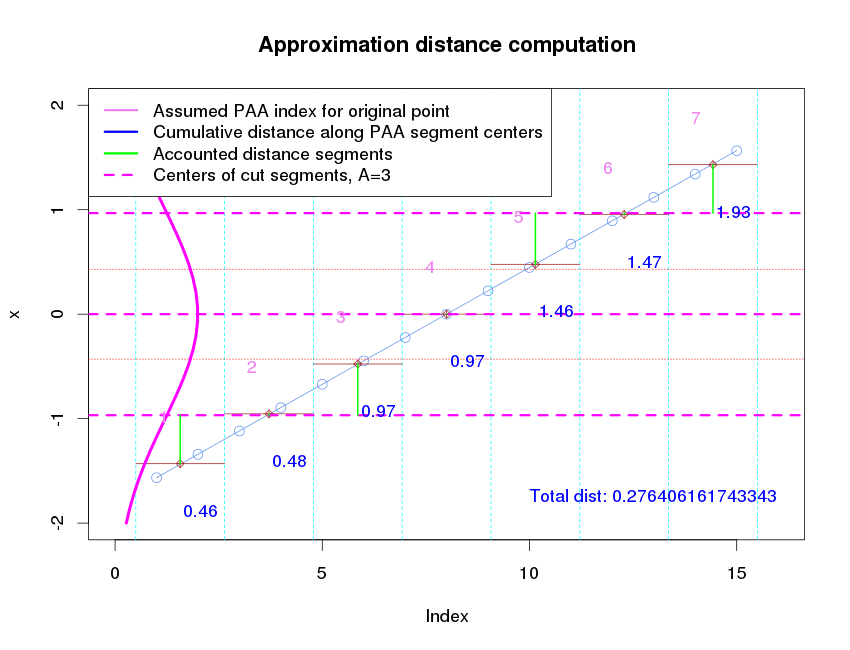 Approximation distance computation
Assumed PAA index for original point
Cumulative distance along PAA segment centers
Accounted distance segments
Centers of cut segments, A=3
x
2
1
0
-1
-2
1
2
3
4
5
6
7
0.46
0.48
0.97
0.97
1.46
1.47
1.93
Total dist: 0.276406161743343
0 5 10 15
Index